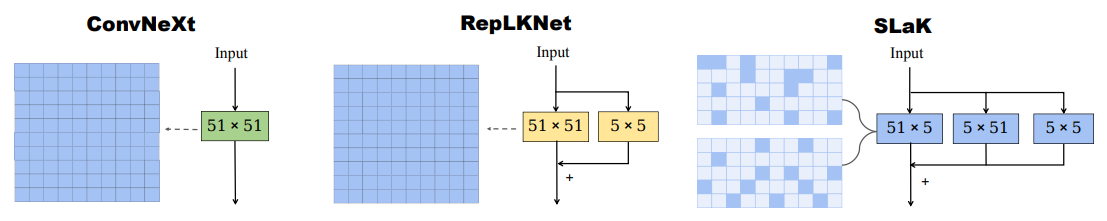 ConvNeXt
Input
51 × 51
RepLKNet
Input
51 × 51 5 × 5
+
SLaK
Input
51 × 5 5 × 51 5 × 5
+